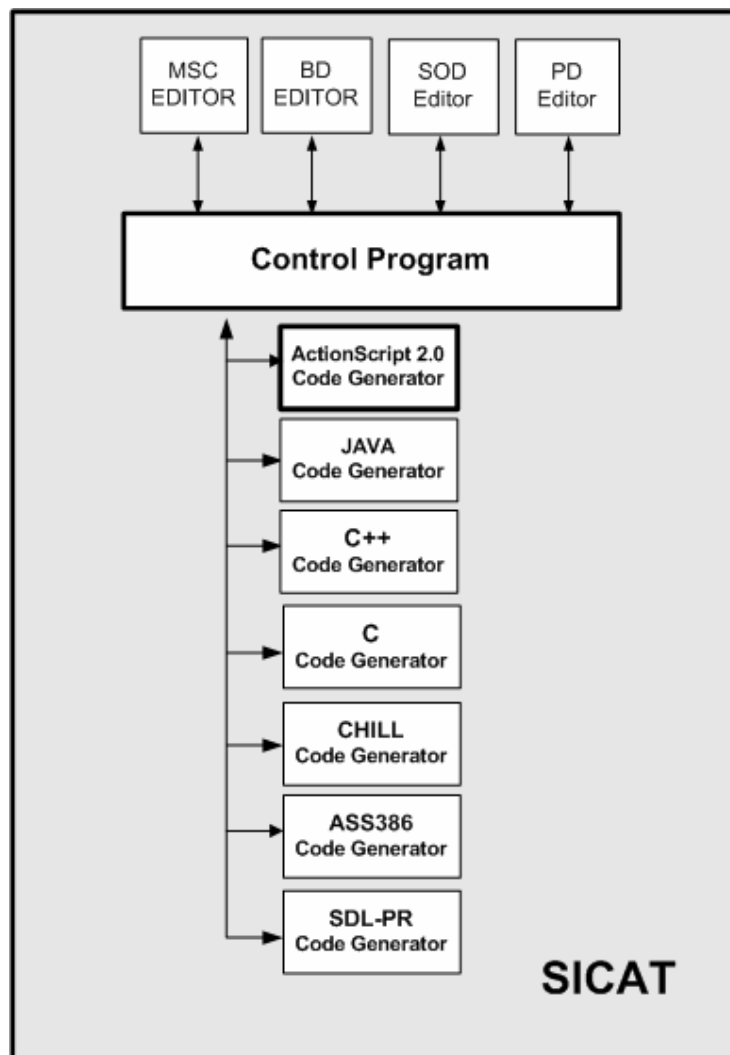 MSC
EDITOR
BD
EDITOR
SOD
Editor
PD
Editor
Control Program
ActionScript 2.0
Code Generator
JAVA
Code Generator
C++
Code Generator
C
Code Generator
CHILL
Code Generator
ASS386
Code Generator
SDL-PR
Code Generator
SICAT